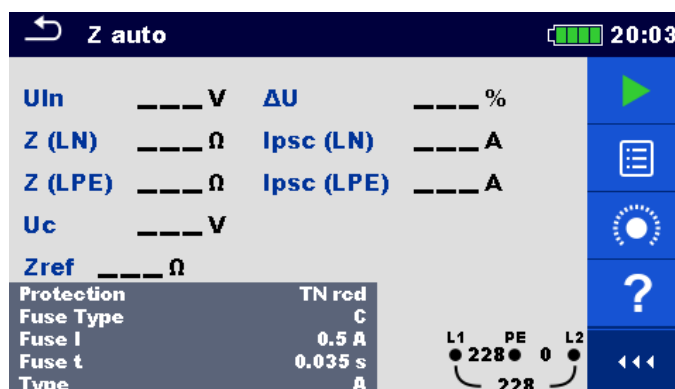 Z auto 20:03
Uln ___V ΔU ___%
Z (LN) ___Ω Ipsc (LN) ___A
Z (LPE) ___Ω Ipsc (LPE) ___A
Uc ___V
Zref ___Ω
Protection TN rcd
Fuse Type C
Fuse I 0.5 A
Fuse t 0.035 s
Type A
L1 PE L2
228 0
228
?